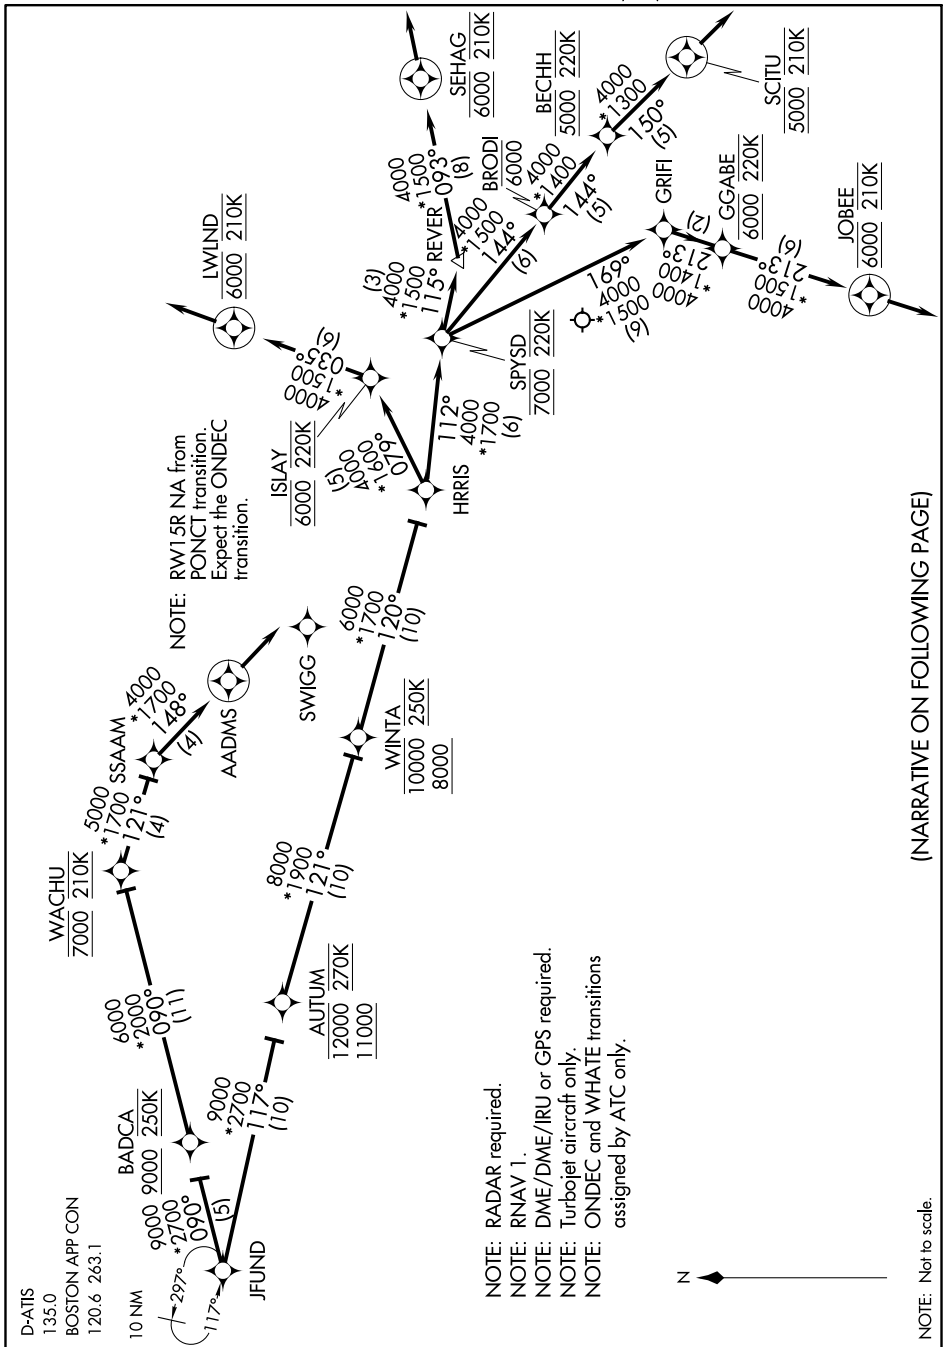 D-ATIS
135.0
BOSTON APP CON
120.6 263.1
10 NM
297°
117°
JFUND
9000
*2700
090°
(5)
BADCA
9000 250K
9000
*2700
117°
(10)
6000
*2000
090°
(11)
WACHU
7000 210K
5000
*1700
121°
(4)
SSAAM
4000
*1700
148°
(4)
AADMS
SWIGG
NOTE: RW15R NA from
PONCT transition.
Expect the ONDEC
transition.
AUTUM
12000 270K
11000
8000
*1900
121°
(10)
WINTA
10000 250K
8000
6000
*1700
120°
(10)
HRRIS
ISLAY
6000 220K
(5)
4000
*1600
079°
4000
*1500
035°
(6)
LWLND
6000 210K
112°
4000
*1700
(6)
SPYSD
7000 220K
(3)
4000
*1500
115°
REVER
4000
*1500
093°
(8)
SEHAG
6000 210K
4000
*1500
144°
(6)
BRODI
6000
4000
*1400
144°
(5)
BECHH
5000 220K
4000
*1300
150°
(5)
SCITU
5000 210K
169°
4000
*1500
(9)
GRIFI
(2)
213°
*1400
4000
GGABE
6000 220K
(6)
213°
*1500
4000
JOBEE
6000 210K
NOTE: RADAR required.
NOTE: RNAV 1.
NOTE: DME/DME/IRU or GPS required.
NOTE: Turbojet aircraft only.
NOTE: ONDEC and WHATE transitions
assigned by ATC only.
N
(NARRATIVE ON FOLLOWING PAGE)
NOTE: Not to scale.